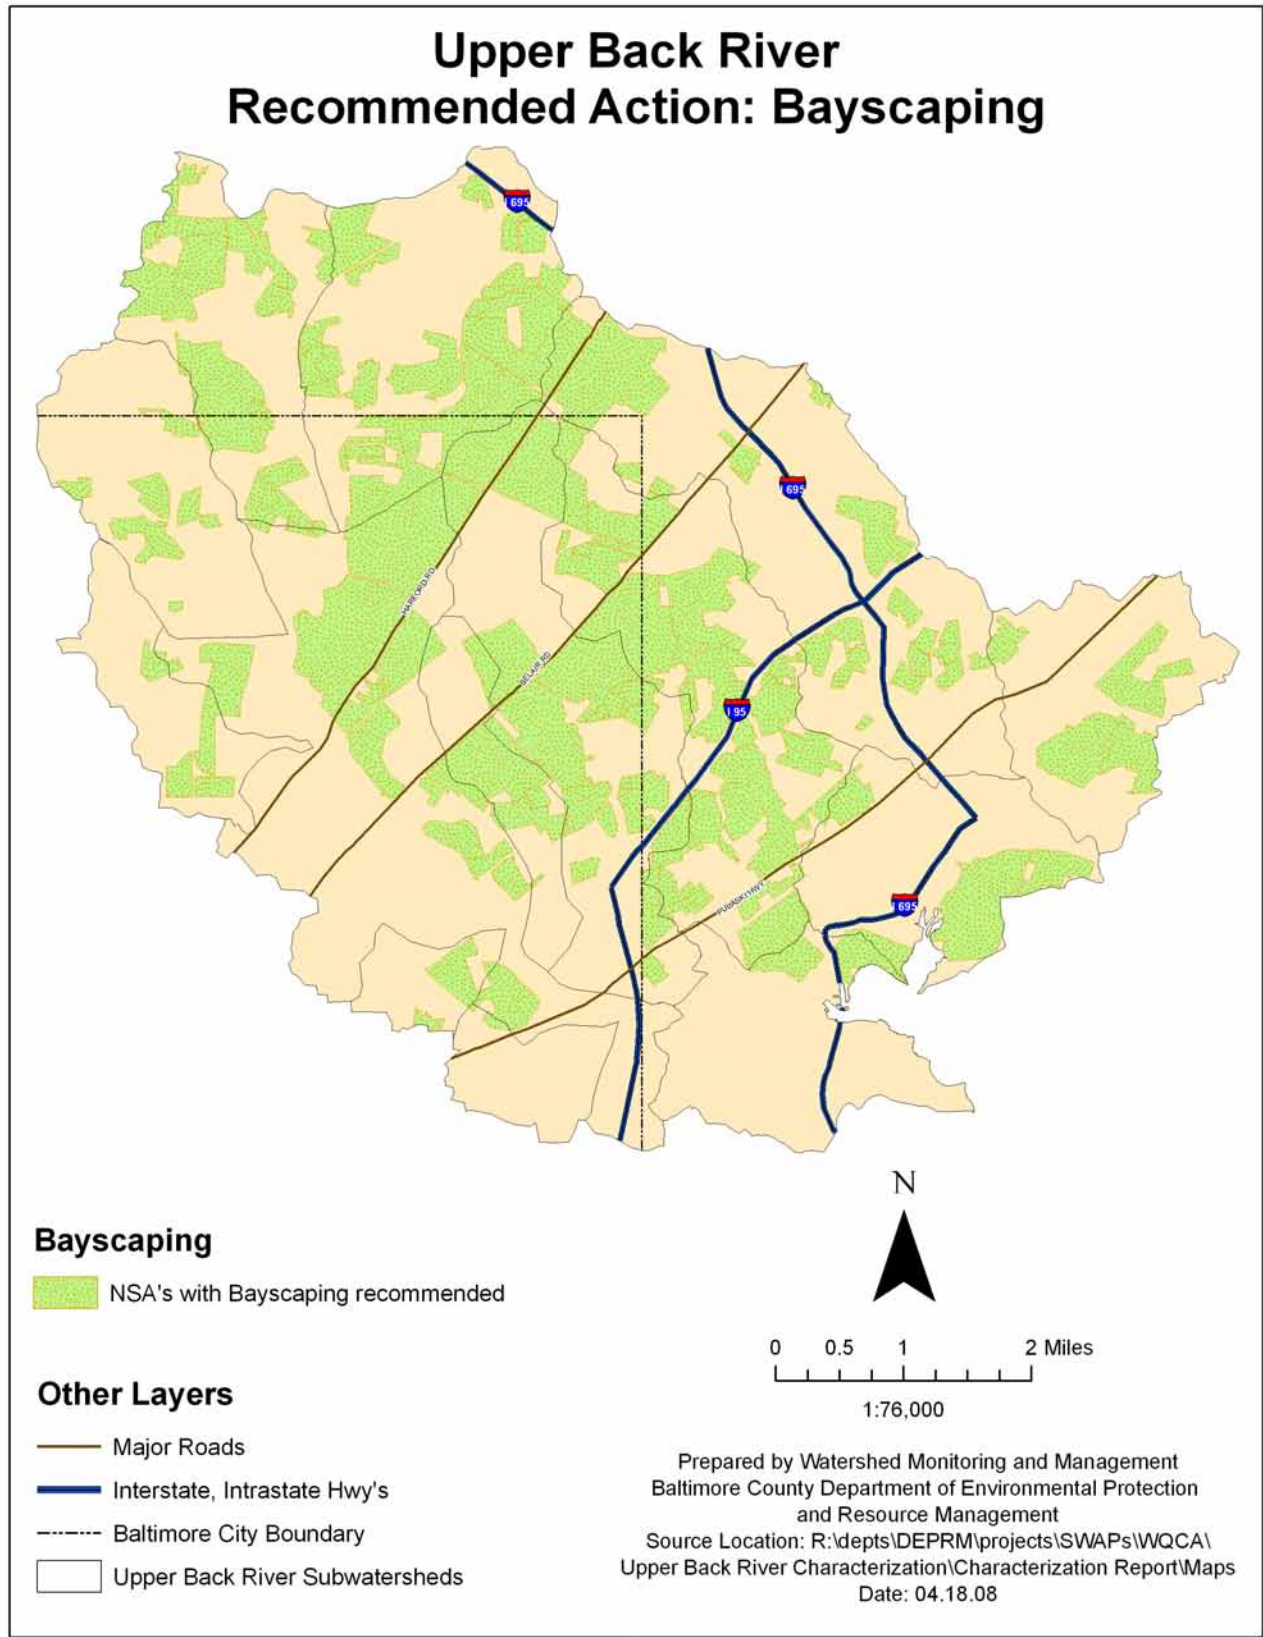 Upper Back River
Recommended Action: Bayscaping
695
695
HARFORD RD
BELAIR RD
I 95
PULASKI HWY
695
N
Bayscaping
NSA's with Bayscaping recommended
0 0.5 1 2 Miles
1:76,000
Other Layers
Major Roads
Interstate, Intrastate Hwy's
Baltimore City Boundary
Upper Back River Subwatersheds
Prepared by Watershed Monitoring and Management
Baltimore County Department of Environmental Protection
and Resource Management
Source Location: R:\depts\DEPRM\projects\SWAPs\WQCA\
Upper Back River Characterization\Characterization Report\Maps
Date: 04.18.08